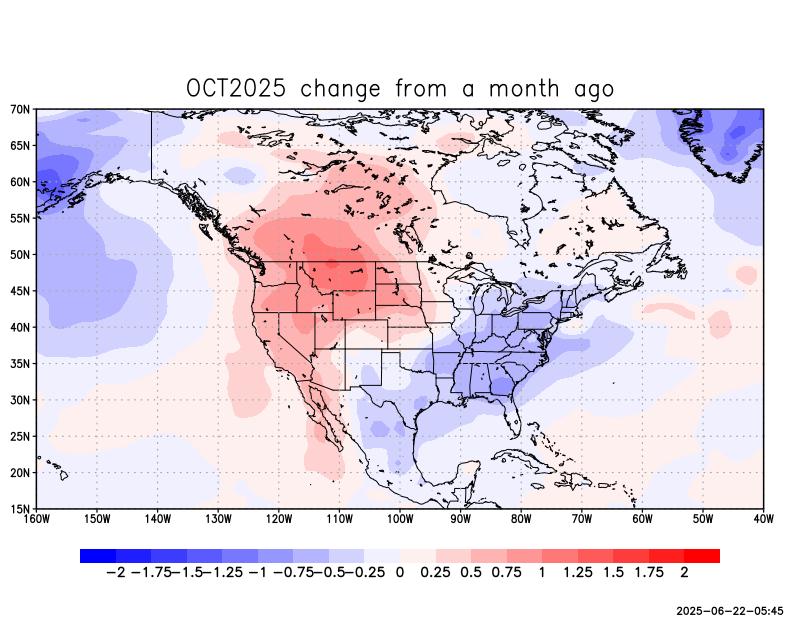 OCT2025 change from a month ago
70N
65N
60N
55N
50N
45N
40N
35N
30N
25N
20N
15N
160W 150W 140W 130W 120W 110W 100W 90W 80W 70W 60W 50W 40W
−2 −1.75 −1.5 −1.25 −1 −0.75 −0.5 −0.25 0 0.25 0.5 0.75 1 1.25 1.5 1.75 2
2025−06−22−05:45